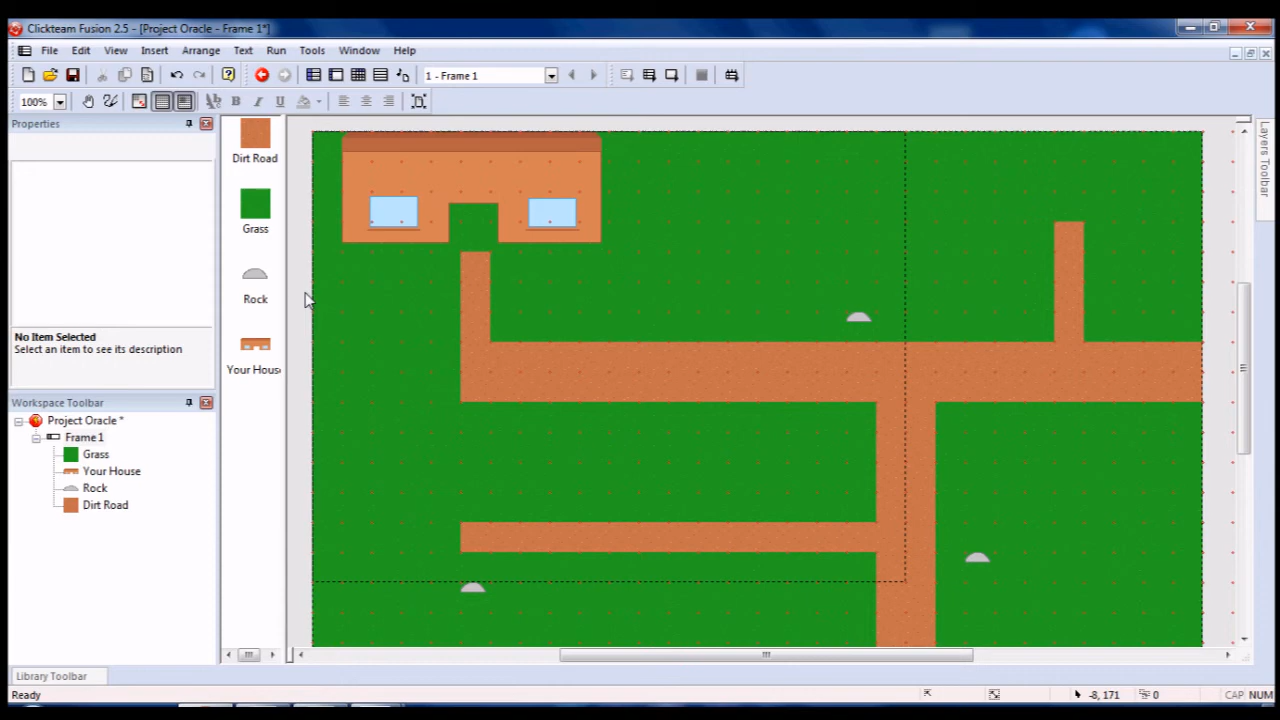 Clickteam Fusion 2.5 - [Project Oracle - Frame 1*]
File Edit View Insert Arrange Text Run Tools Window Help
1 - Frame 1
100% B I U
Properties
No Item Selected
Select an item to see its description
Workspace Toolbar
Project Oracle *
Frame 1
Grass
Your House
Rock
Dirt Road
Library Toolbar
Dirt Road
Grass
Rock
Your House
Layers Toolbar
Ready
-8, 171
0
CAP NUM